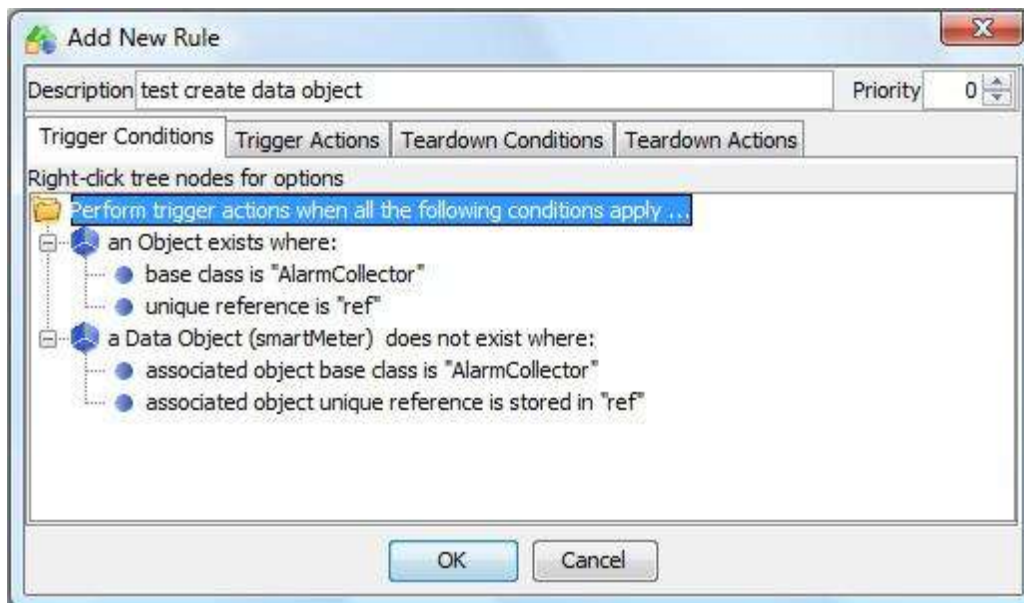 Add New Rule
Description test create data object Priority 0
Trigger Conditions Trigger Actions Teardown Conditions Teardown Actions
Right-click tree nodes for options
Perform trigger actions when all the following conditions apply ...
an Object exists where:
base class is "AlarmCollector"
unique reference is "ref"
a Data Object (smartMeter) does not exist where:
associated object base class is "AlarmCollector"
associated object unique reference is stored in "ref"
OK Cancel